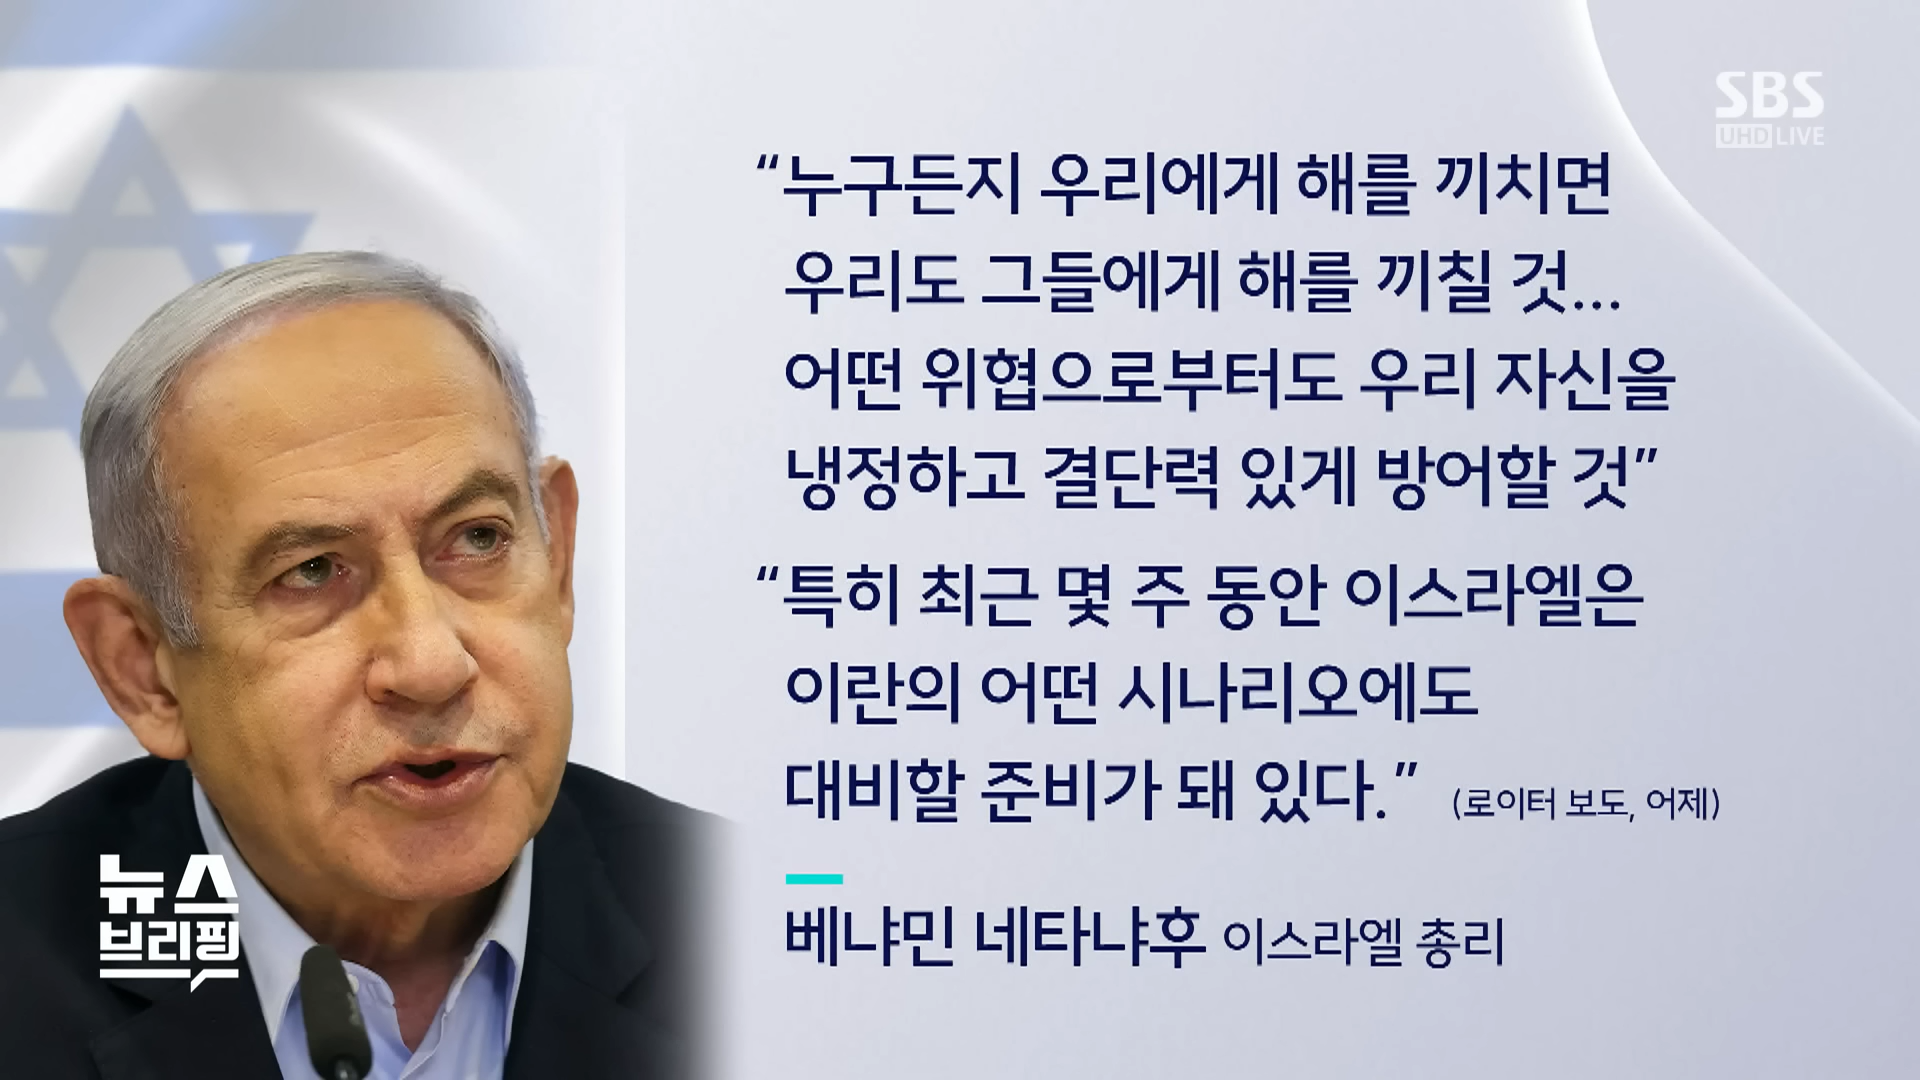 SBS
UHD LIVE
“누구든지 우리에게 해를 끼치면
우리도 그들에게 해를 끼칠 것...
어떤 위협으로부터도 우리 자신을
냉정하고 결단력 있게 방어할 것”
“특히 최근 몇 주 동안 이스라엘은
이란의 어떤 시나리오에도
대비할 준비가 돼 있다.” (로이터 보도, 어제)
베냐민 네타냐후 이스라엘 총리
뉴스
브리핑